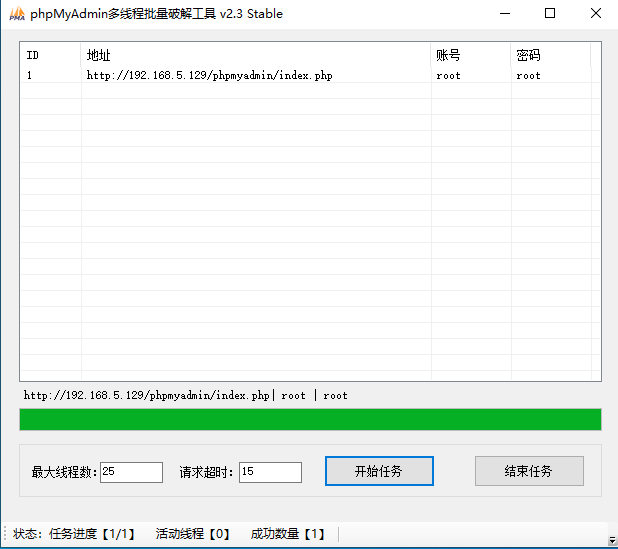 phpMyAdmin多线程批量破解工具 v2.3 Stable
ID 地址 账号 密码
1 http://192.168.5.129/phpmyadmin/index.php root root
http://192.168.5.129/phpmyadmin/index.php| root | root
最大线程数: 25 请求超时: 15 开始任务 结束任务
状态: 任务进度【1/1】 活动线程【0】 成功数量【1】